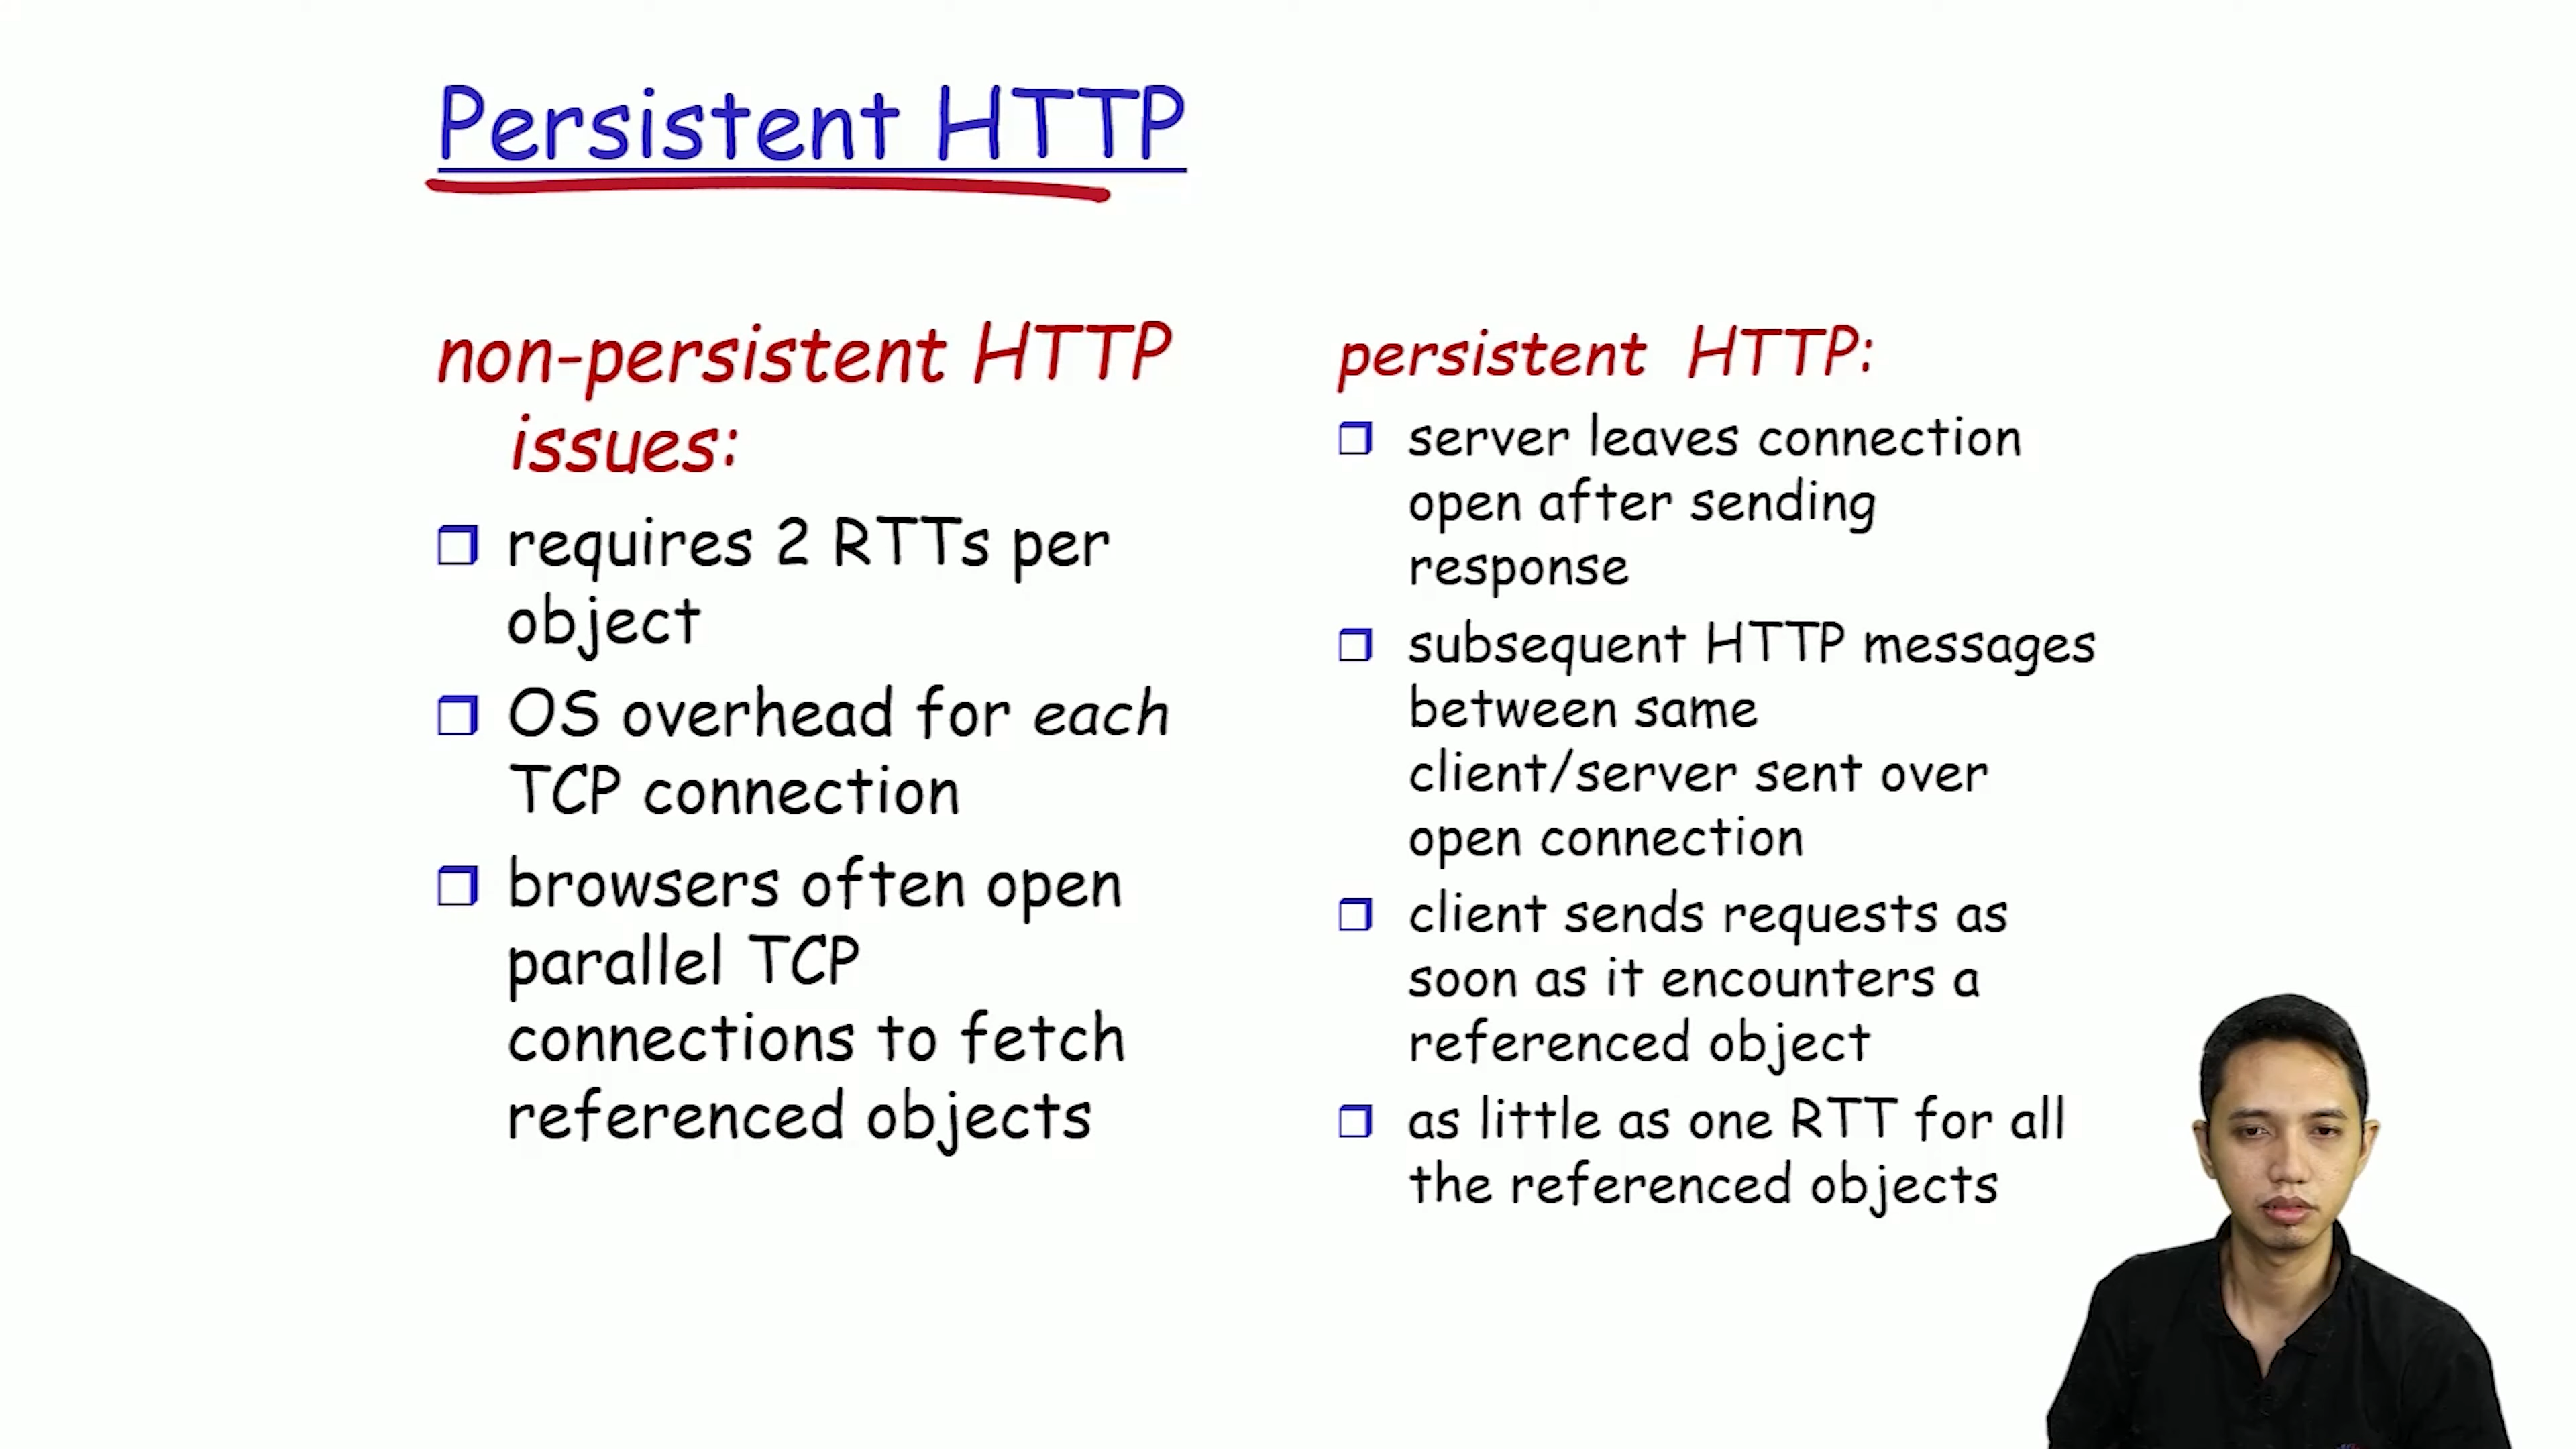 Persistent HTTP
non-persistent HTTP
issues:
requires 2 RTTs per
object
OS overhead for each
TCP connection
browsers often open
parallel TCP
connections to fetch
referenced objects
persistent HTTP:
server leaves connection
open after sending
response
subsequent HTTP messages
between same
client/server sent over
open connection
client sends requests as
soon as it encounters a
referenced object
as little as one RTT for all
the referenced objects